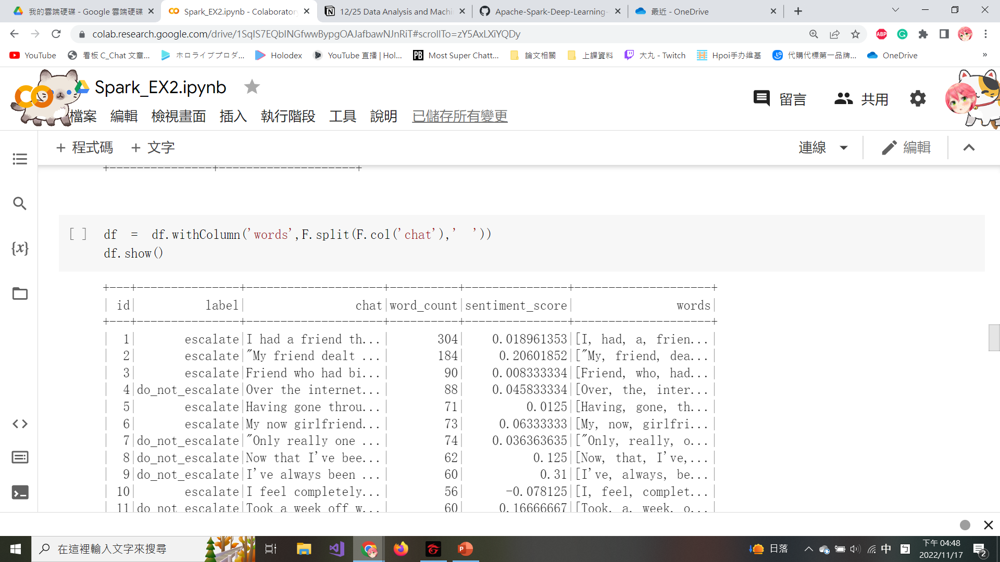 我的雲端硬碟 - Google 雲端硬碟
Spark_EX2.ipynb - Colaboratory
12/25 Data Analysis and Machi
Apache-Spark-Deep-Learning-
最近 - OneDrive
colab.research.google.com/drive/1SqIS7EQbINGfwwBypgOAJafbawNJnRiT#scrollTo=zY5AxLXiYQDy
ABP
YouTube
看板 C_Chat 文章...
ホロライブプロダ...
Holodex
YouTube 直播 | Hol...
Most Super Chatt...
論文相關
上課資料
大丸 - Twitch
Hpoi手办维基
代購代標第一品牌...
OneDrive
»
Spark_EX2.ipynb
留言
共用
檔案 編輯 檢視畫面 插入 執行階段 工具 說明 已儲存所有變更
+ 程式碼 + 文字
連線
編輯
+---------------+--------------------+
[ ] df = df.withColumn('words',F.split(F.col('chat'),' '))
df.show()
+---+---------------+--------------------+----------+---------------+--------------------+
| id| label| chat|word_count|sentiment_score| words|
+---+---------------+--------------------+----------+---------------+--------------------+
| 1| escalate|I had a friend th...| 304| 0.018961353|[I, had, a, frien...|
| 2| escalate|"My friend dealt ...| 184| 0.20601852|["My, friend, dea...|
| 3| escalate|Friend who had bi...| 90| 0.008333334|[Friend, who, had...|
| 4|do_not_escalate|Over the internet...| 88| 0.045833334|[Over, the, inter...|
| 5| escalate|Having gone throu...| 71| 0.0125|[Having, gone, th...|
| 6| escalate|My now girlfriend...| 73| 0.06333333|[My, now, girlfri...|
| 7|do_not_escalate|"Only really one ...| 74| 0.036363635|["Only, really, o...|
| 8|do_not_escalate|Now that I've bee...| 62| 0.125|[Now, that, I've,...|
| 9|do_not_escalate|I've always been ...| 60| 0.31|[I've, always, be...|
| 10| escalate|I feel completely...| 56| -0.078125|[I, feel, complet...|
| 11|do_not_escalate|Took a week off w...| 60| 0.16666667|[Took, a, week, o...|
在這裡輸入文字來搜尋
日落
中
下午 04:48
2022/11/17
2